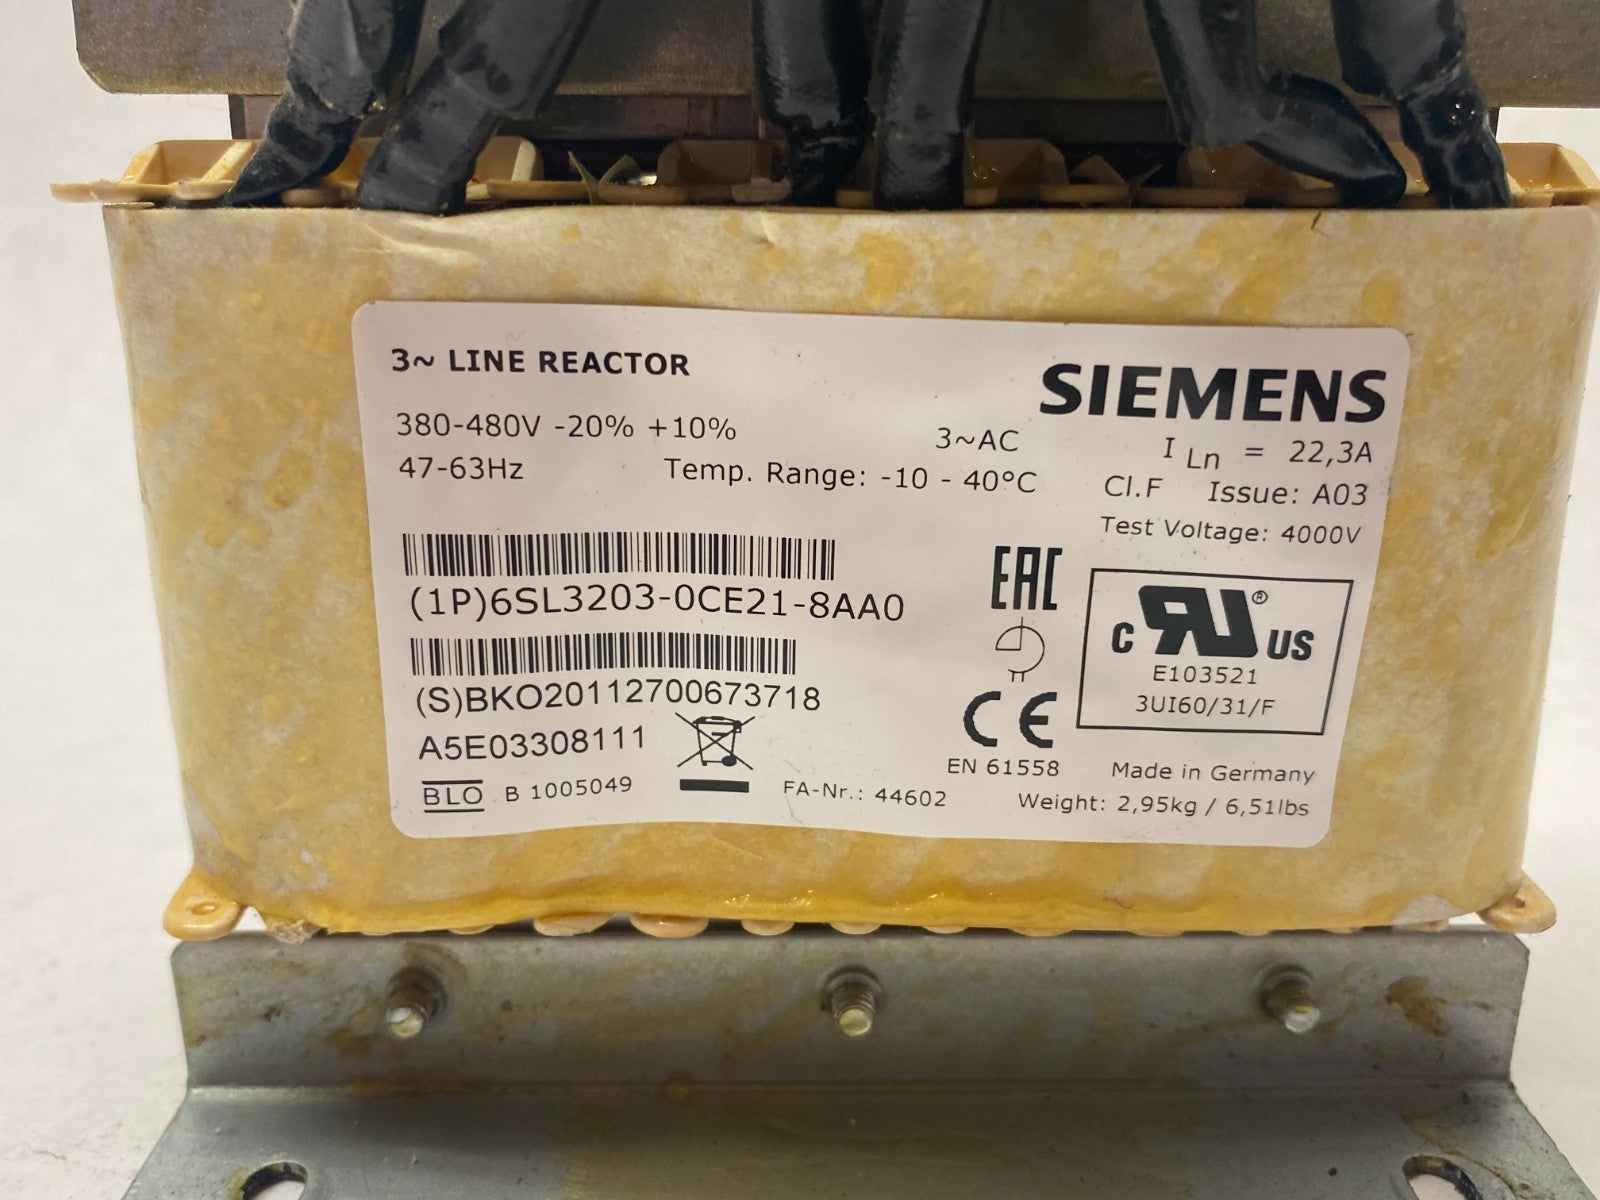 3~ LINE REACTOR
SIEMENS
380-480V -20% +10%
3~AC
I Ln = 22,3A
47-63Hz
Temp. Range: -10 - 40°C
Cl.F
Issue: A03
Test Voltage: 4000V
(1P)6SL3203-0CE21-8AA0
EAC
c RU ® US
E103521
3UI60/31/F
(S)BKO20112700673718
CE
A5E03308111
EN 61558
Made in Germany
BLO B 1005049
FA-Nr.: 44602
Weight: 2,95kg / 6,51lbs